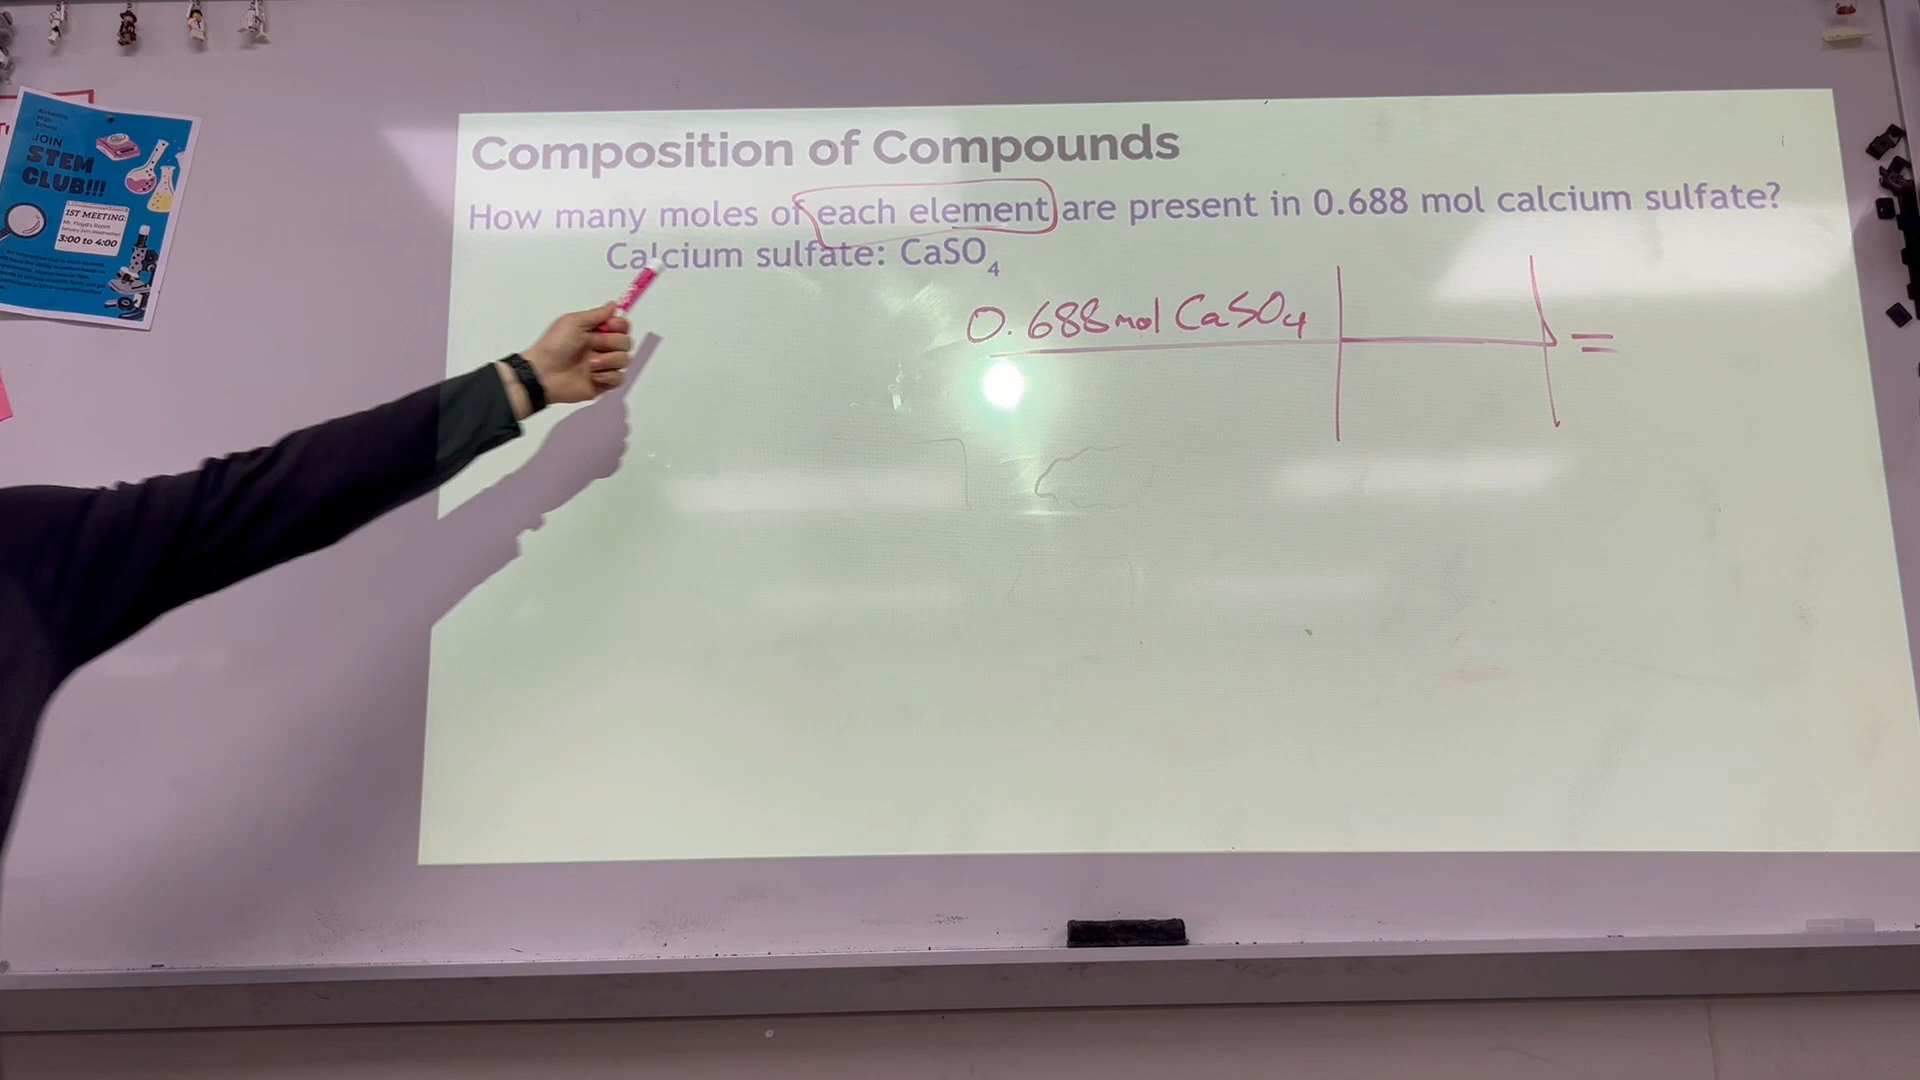 JOIN
STEM
CLUB!!!
1ST MEETING:
3:00 to 4:00
Composition of Compounds
How many moles of each element are present in 0.688 mol calcium sulfate?
Calcium sulfate: CaSO₄
0.688 mol CaSO₄ =